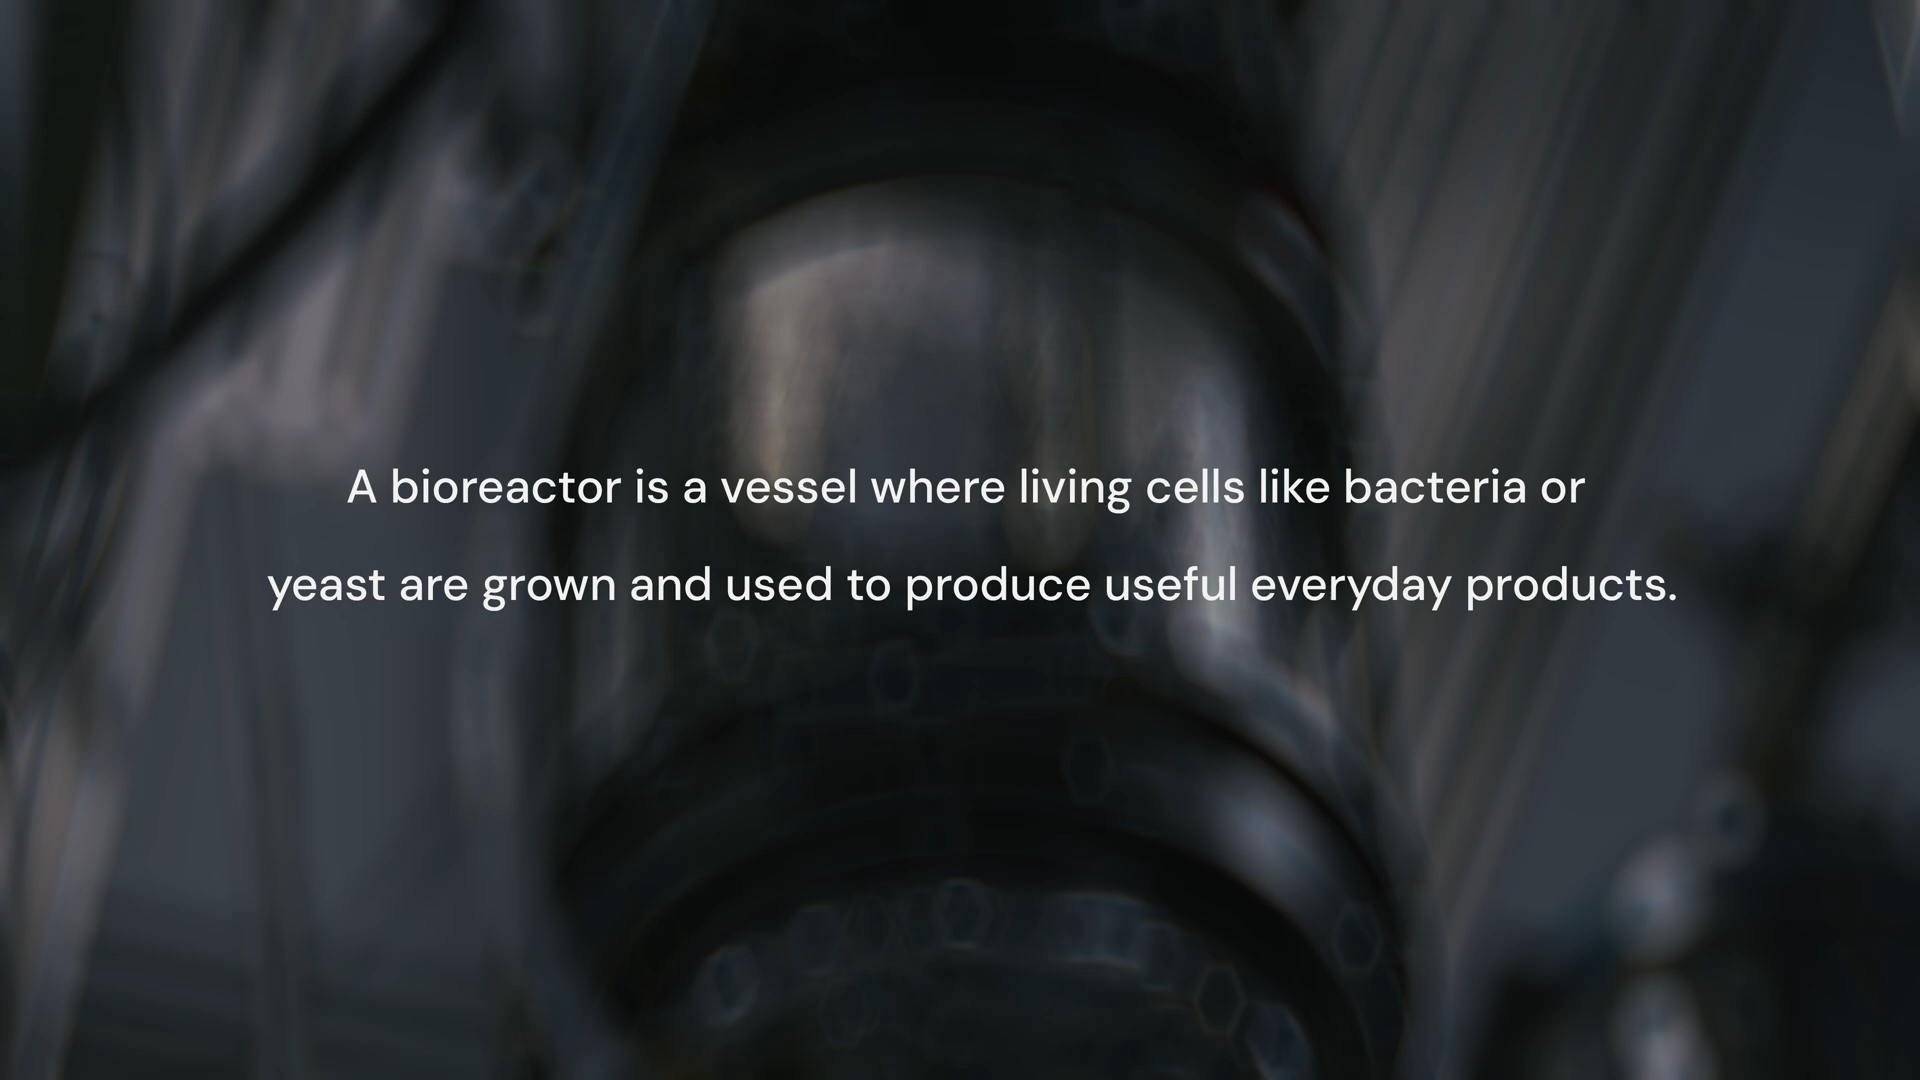 A bioreactor is a vessel where living cells like bacteria or
yeast are grown and used to produce useful everyday products.